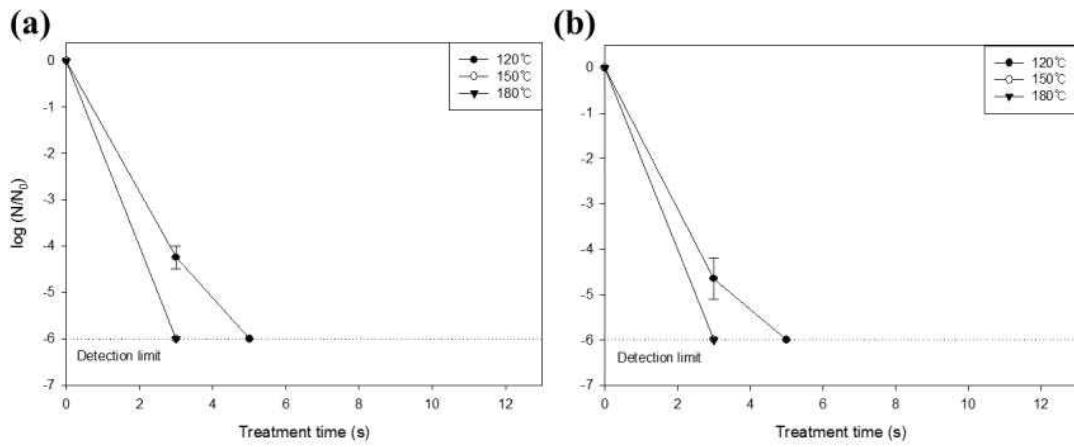 (a)
120℃
150℃
180℃
0
-1
-2
-3
-4
-5
-6
-7
log (N/N0)
Detection limit
0 2 4 6 8 10 12
Treatment time (s)
(b)
120℃
150℃
180℃
0
-1
-2
-3
-4
-5
-6
-7
Detection limit
0 2 4 6 8 10 12
Treatment time (s)